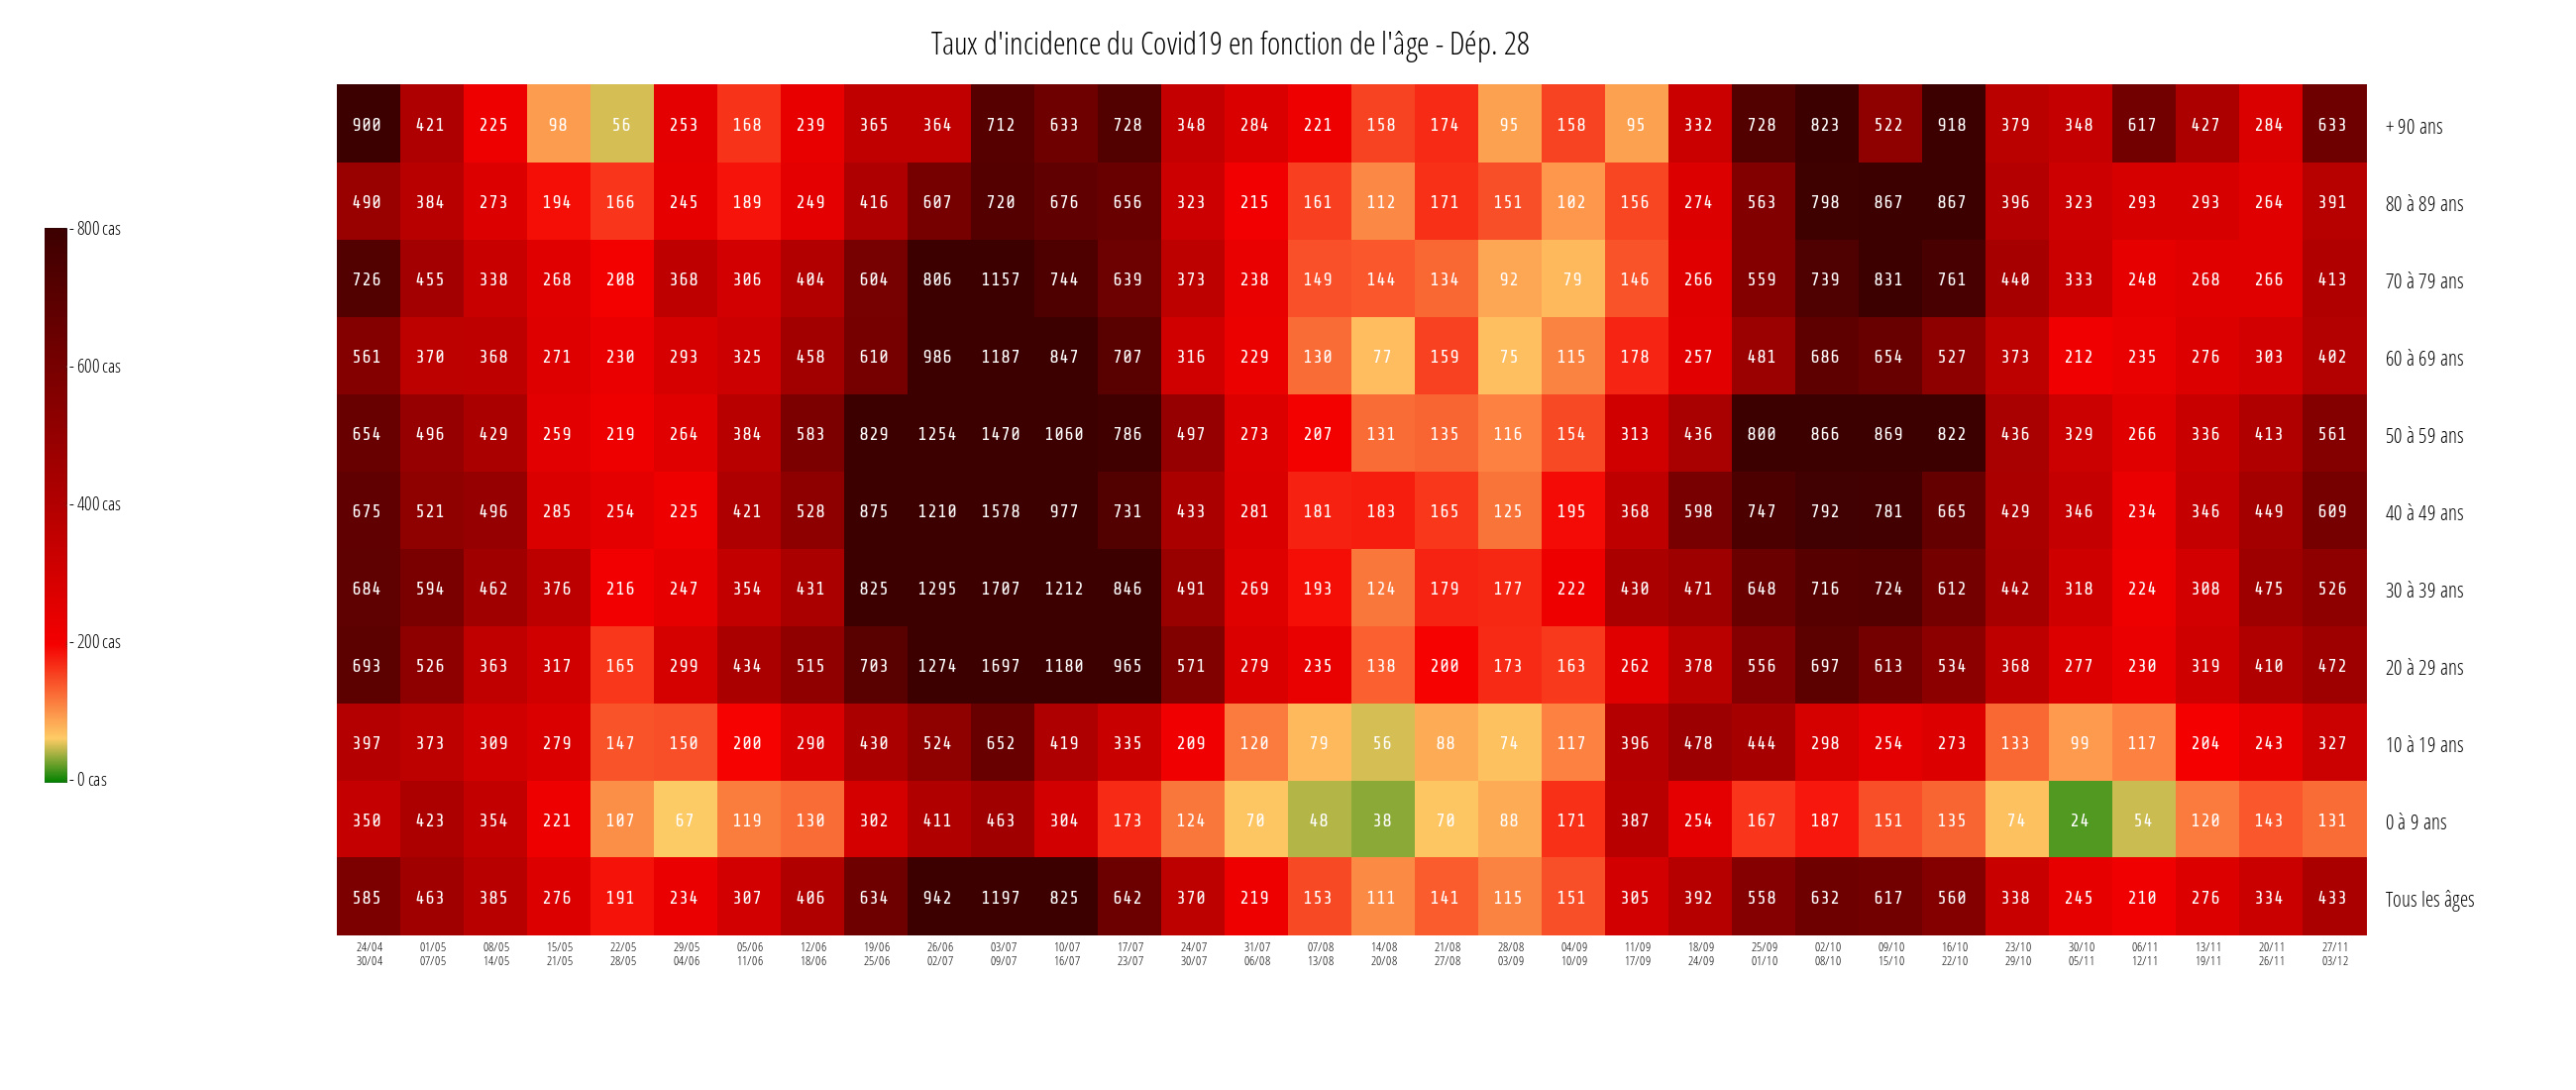 Taux d'incidence du Covid19 en fonction de l'âge - Dép. 28
- 800 cas
- 600 cas
- 400 cas
- 200 cas
- 0 cas
900 421 225 98 56 253 168 239 365 364 712 633 728 348 284 221 158 174 95 158 95 332 728 823 522 918 379 348 617 427 284 633 + 90 ans
490 384 273 194 166 245 189 249 416 607 720 676 656 323 215 161 112 171 151 102 156 274 563 798 867 867 396 323 293 293 264 391 80 à 89 ans
726 455 338 268 208 368 306 404 604 806 1157 744 639 373 238 149 144 134 92 79 146 266 559 739 831 761 440 333 248 268 266 413 70 à 79 ans
561 370 368 271 230 293 325 458 610 986 1187 847 707 316 229 130 77 159 75 115 178 257 481 686 654 527 373 212 235 276 303 402 60 à 69 ans
654 496 429 259 219 264 384 583 829 1254 1470 1060 786 497 273 207 131 135 116 154 313 436 800 866 869 822 436 329 266 336 413 561 50 à 59 ans
675 521 496 285 254 225 421 528 875 1210 1578 977 731 433 281 181 183 165 125 195 368 598 747 792 781 665 429 346 234 346 449 609 40 à 49 ans
684 594 462 376 216 247 354 431 825 1295 1707 1212 846 491 269 193 124 179 177 222 430 471 648 716 724 612 442 318 224 308 475 526 30 à 39 ans
693 526 363 317 165 299 434 515 703 1274 1697 1180 965 571 279 235 138 200 173 163 262 378 556 697 613 534 368 277 230 319 410 472 20 à 29 ans
397 373 309 279 147 150 200 290 430 524 652 419 335 209 120 79 56 88 74 117 396 478 444 298 254 273 133 99 117 204 243 327 10 à 19 ans
350 423 354 221 107 67 119 130 302 411 463 304 173 124 70 48 38 70 88 171 387 254 167 187 151 135 74 24 54 120 143 131 0 à 9 ans
585 463 385 276 191 234 307 406 634 942 1197 825 642 370 219 153 111 141 115 151 305 392 558 632 617 560 338 245 210 276 334 433 Tous les âges
24/04 01/05 08/05 15/05 22/05 29/05 05/06 12/06 19/06 26/06 03/07 10/07 17/07 24/07 31/07 07/08 14/08 21/08 28/08 04/09 11/09 18/09 25/09 02/10 09/10 16/10 23/10 30/10 06/11 13/11 20/11 27/11
30/04 07/05 14/05 21/05 28/05 04/06 11/06 18/06 25/06 02/07 09/07 16/07 23/07 30/07 06/08 13/08 20/08 27/08 03/09 10/09 17/09 24/09 01/10 08/10 15/10 22/10 29/10 05/11 12/11 19/11 26/11 03/12